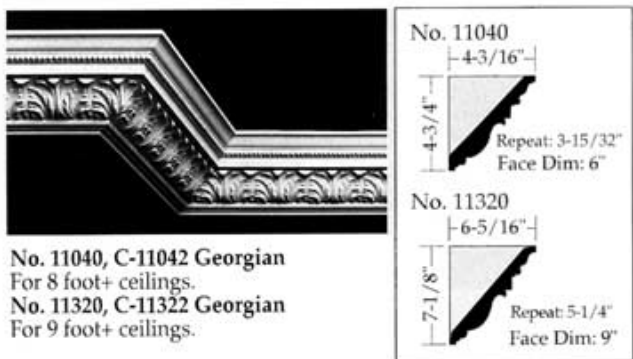 No. 11040, C-11042 Georgian
For 8 foot+ ceilings.
No. 11320, C-11322 Georgian
For 9 foot+ ceilings.
No. 11040
4-3/16"
4-3/4"
Repeat: 3-15/32"
Face Dim: 6"
No. 11320
6-5/16"
7-1/8"
Repeat: 5-1/4"
Face Dim: 9"